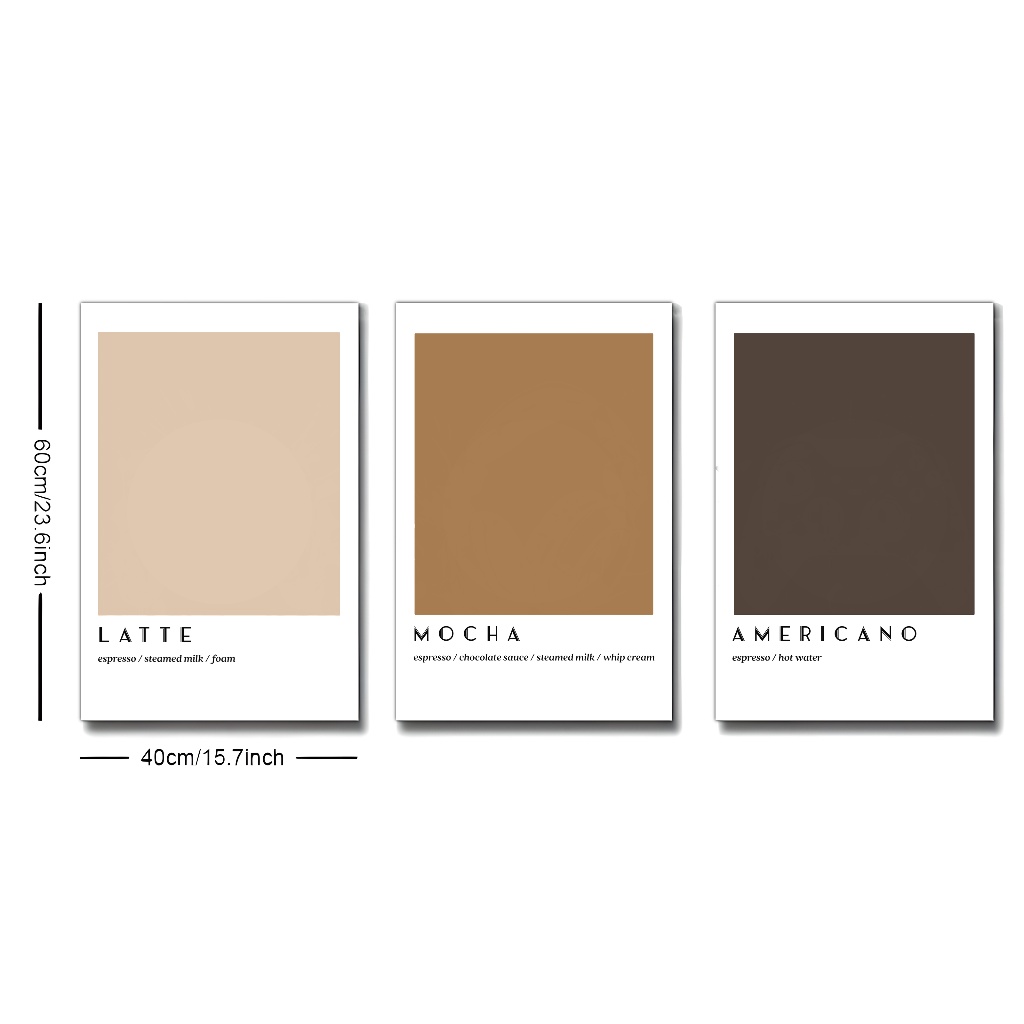 60cm/23.6inch
LATTE
espresso / steamed milk / foam
MOCHA
espresso / chocolate sauce / steamed milk / whip cream
AMERICANO
espresso / hot water
40cm/15.7inch